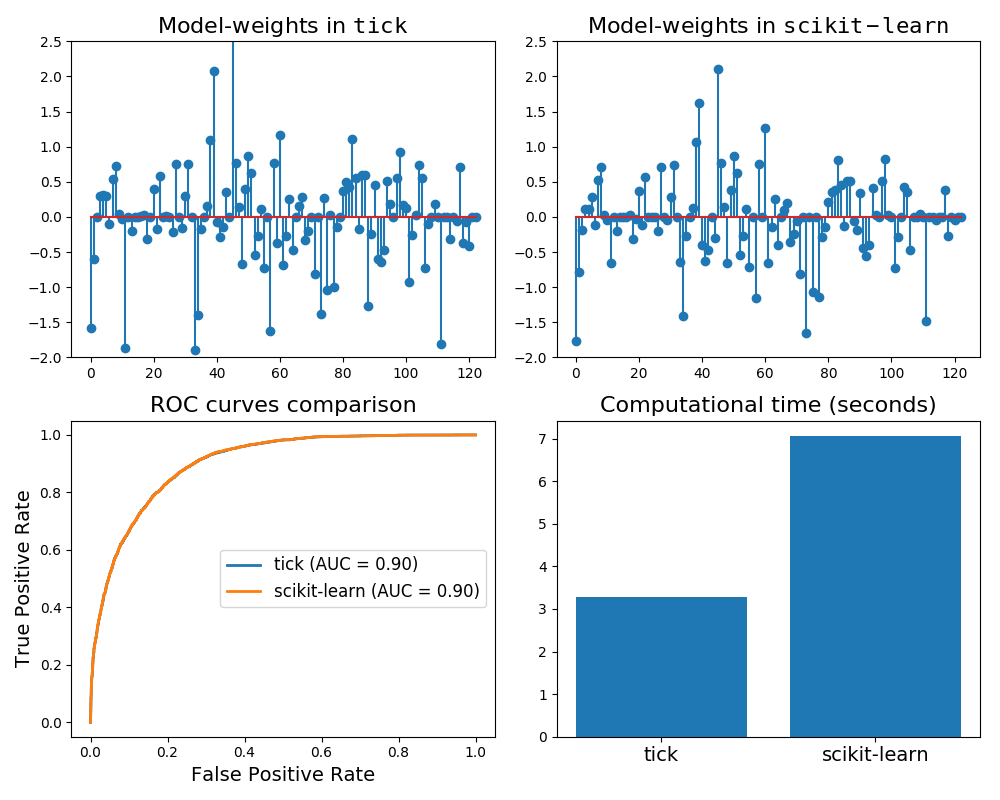 Model-weights in tick
2.5
2.0
1.5
1.0
0.5
0.0
−0.5
−1.0
−1.5
−2.0
0 20 40 60 80 100 120
Model-weights in scikit−learn
2.5
2.0
1.5
1.0
0.5
0.0
−0.5
−1.0
−1.5
−2.0
0 20 40 60 80 100 120
ROC curves comparison
True Positive Rate
1.0
0.8
0.6
0.4
0.2
0.0
tick (AUC = 0.90)
scikit-learn (AUC = 0.90)
0.0 0.2 0.4 0.6 0.8 1.0
False Positive Rate
Computational time (seconds)
7
6
5
4
3
2
1
0
tick scikit-learn